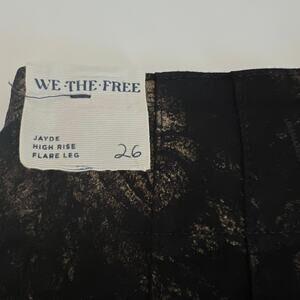 WE·THE·FREE
JAYDE
HIGH RISE
FLARE LEG 26